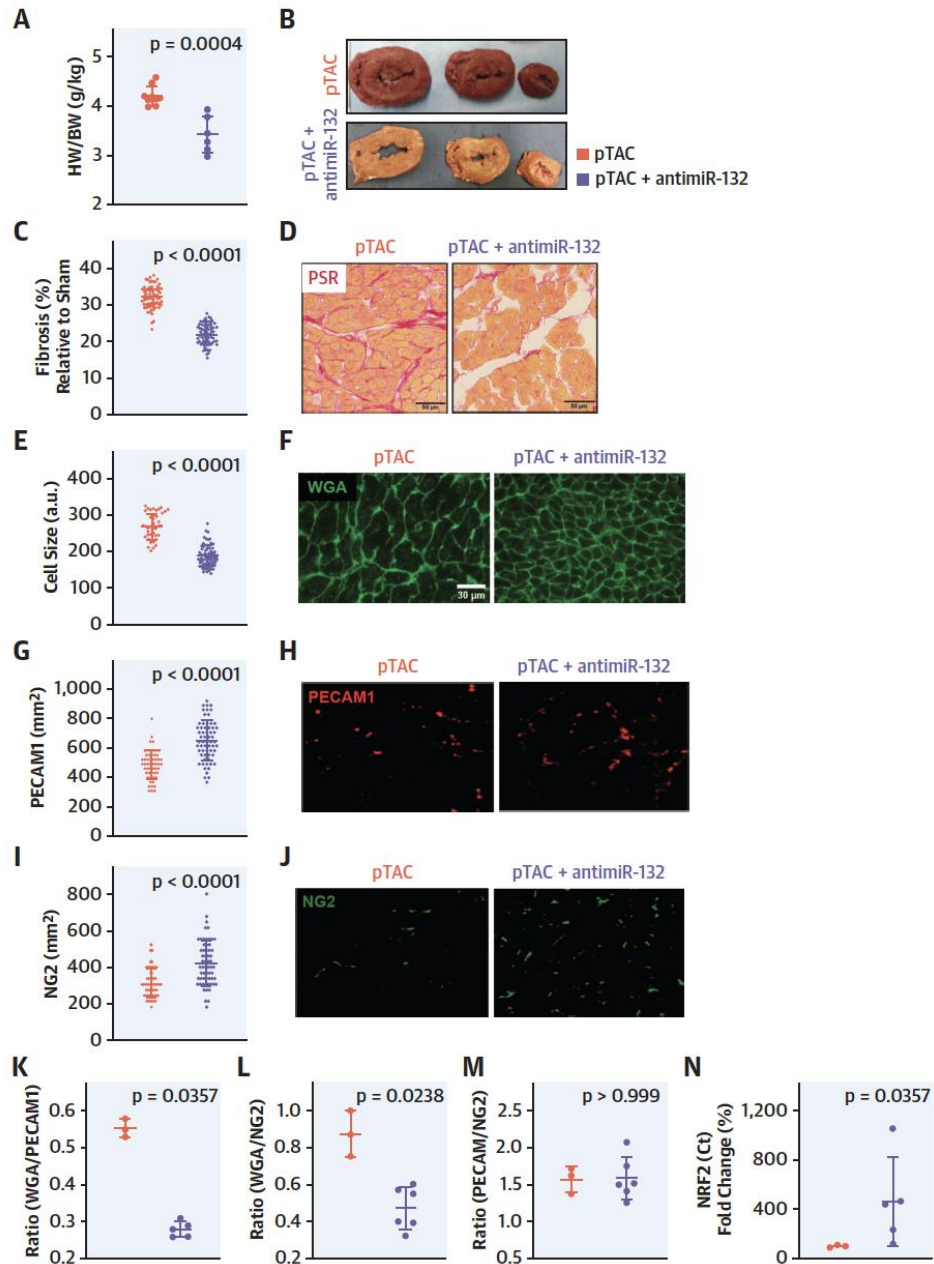 A
HW/BW (g/kg)
5
4
3
2
p = 0.0004
B
pTAC
pTAC +
antimiR-132
pTAC
pTAC + antimiR-132
C
Fibrosis (%)
Relative to Sham
40
30
20
10
0
p < 0.0001
D
pTAC
pTAC + antimiR-132
PSR
50 µm
50 µm
E
Cell Size (a.u.)
400
300
200
100
0
p < 0.0001
F
pTAC
pTAC + antimiR-132
WGA
30 µm
G
PECAM1 (mm²)
1,000
800
600
400
200
0
p < 0.0001
H
pTAC
pTAC + antimiR-132
PECAM1
I
NG2 (mm²)
800
600
400
200
0
p < 0.0001
J
pTAC
pTAC + antimiR-132
NG2
K
Ratio (WGA/PECAM1)
0.6
0.5
0.4
0.3
0.2
p = 0.0357
L
Ratio (WGA/NG2)
1.0
0.8
0.6
0.4
0.2
p = 0.0238
M
Ratio (PECAM/NG2)
2.5
2.0
1.5
1.0
0.5
p > 0.999
N
NRF2 (Ct)
Fold Change (%)
1,200
800
400
0
p = 0.0357